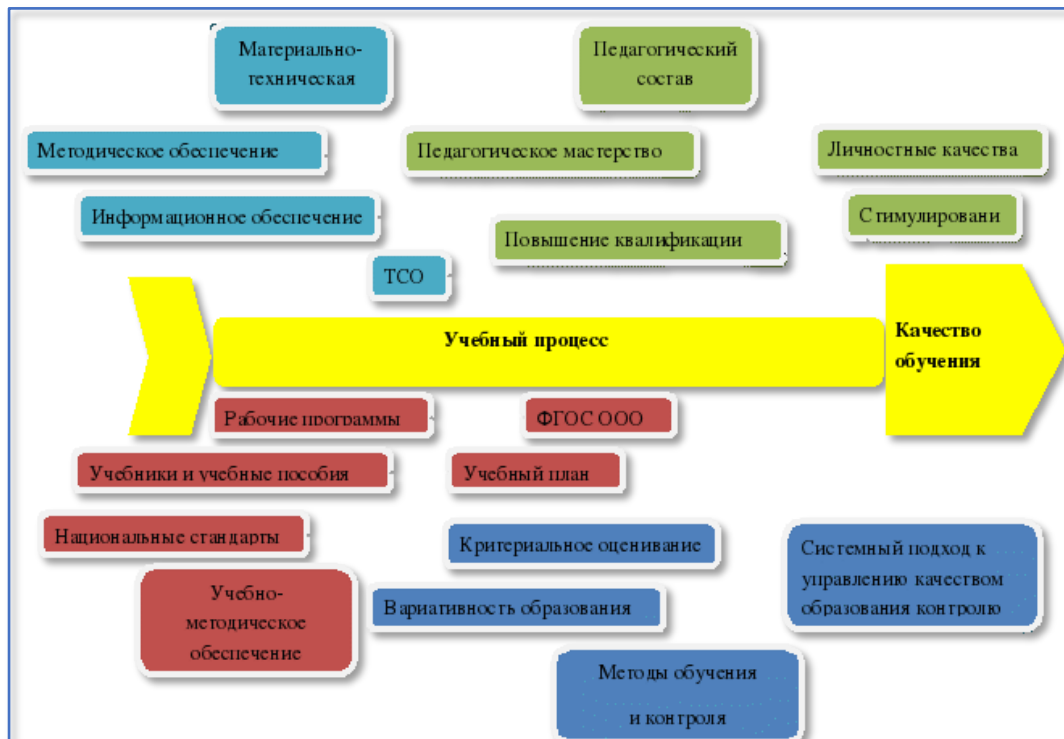 Материально-
техническая
Педагогический
состав
Методическое обеспечение
Педагогическое мастерство
Личностные качества
Информационное обеспечение
Повышение квалификации
Стимулировани
ТСО
Учебный процесс
Качество
обучения
Рабочие программы
ФГОС ООО
Учебники и учебные пособия
Учебный план
Национальные стандарты
Критериальное оценивание
Системный подход к
управлению качеством
образования контролю
Учебно-
методическое
обеспечение
Вариативность образования
Методы обучения
и контроля